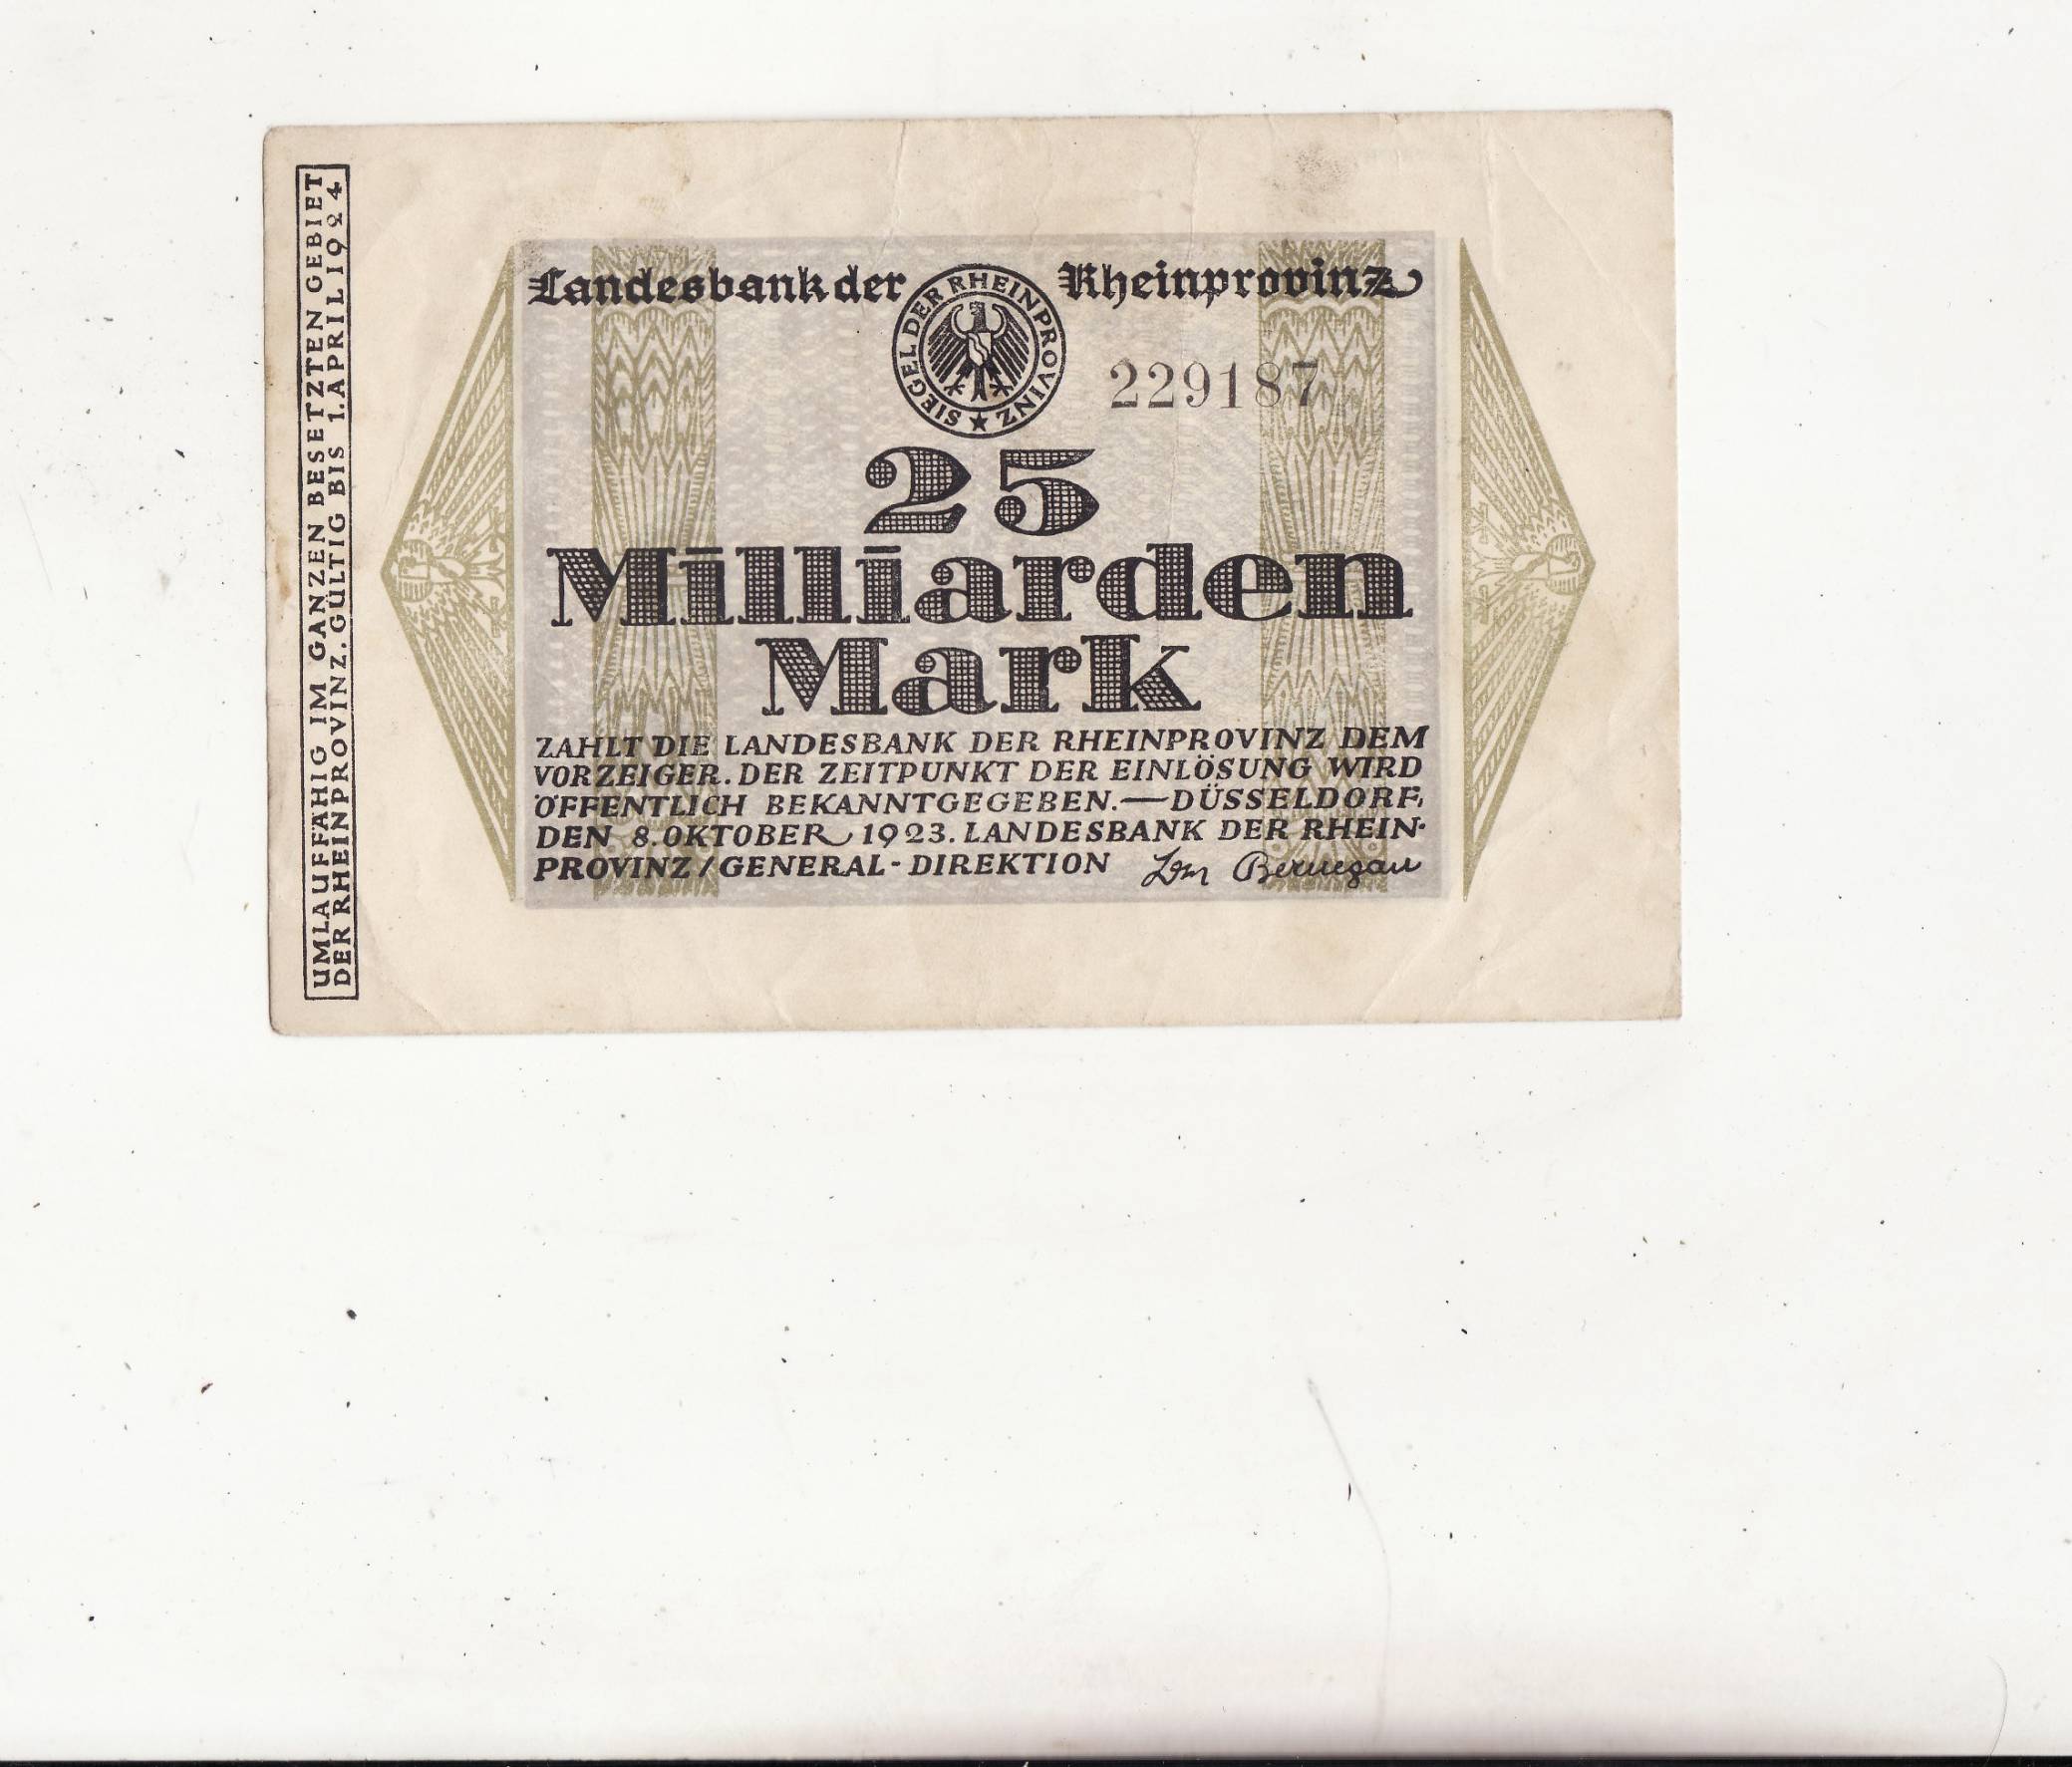 UMLAUFFÄHIG IM GANZEN BESETZTEN GEBIET
DER RHEINPROVINZ. GÜLTIG BIS 1. APRIL 1924
Landesbank der Rheinprovinz
SIEGEL DER RHEINPROVINZ ★
229187
25
Milliarden
Mark
ZAHLT DIE LANDESBANK DER RHEINPROVINZ DEM
VORZEIGER. DER ZEITPUNKT DER EINLÖSUNG WIRD
ÖFFENTLICH BEKANNTGEGEBEN.—DÜSSELDORF,
DEN 8. OKTOBER 1923. LANDESBANK DER RHEIN-
PROVINZ / GENERAL-DIREKTION